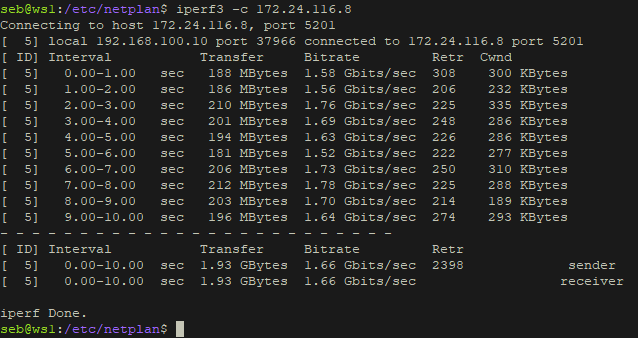 seb@wsl:/etc/netplan$ iperf3 -c 172.24.116.8
Connecting to host 172.24.116.8, port 5201
[  5] local 192.168.100.10 port 37966 connected to 172.24.116.8 port 5201
[ ID] Interval           Transfer     Bitrate         Retr  Cwnd
[  5]   0.00-1.00   sec   188 MBytes  1.58 Gbits/sec  308    300 KBytes
[  5]   1.00-2.00   sec   186 MBytes  1.56 Gbits/sec  206    232 KBytes
[  5]   2.00-3.00   sec   210 MBytes  1.76 Gbits/sec  225    335 KBytes
[  5]   3.00-4.00   sec   201 MBytes  1.69 Gbits/sec  248    286 KBytes
[  5]   4.00-5.00   sec   194 MBytes  1.63 Gbits/sec  226    286 KBytes
[  5]   5.00-6.00   sec   181 MBytes  1.52 Gbits/sec  222    277 KBytes
[  5]   6.00-7.00   sec   206 MBytes  1.73 Gbits/sec  250    310 KBytes
[  5]   7.00-8.00   sec   212 MBytes  1.78 Gbits/sec  225    288 KBytes
[  5]   8.00-9.00   sec   203 MBytes  1.70 Gbits/sec  214    189 KBytes
[  5]   9.00-10.00  sec   196 MBytes  1.64 Gbits/sec  274    293 KBytes
- - - - - - - - - - - - - - - - - - - - - - - - -
[ ID] Interval           Transfer     Bitrate         Retr
[  5]   0.00-10.00  sec  1.93 GBytes  1.66 Gbits/sec  2398             sender
[  5]   0.00-10.00  sec  1.93 GBytes  1.66 Gbits/sec                  receiver

iperf Done.
seb@wsl:/etc/netplan$